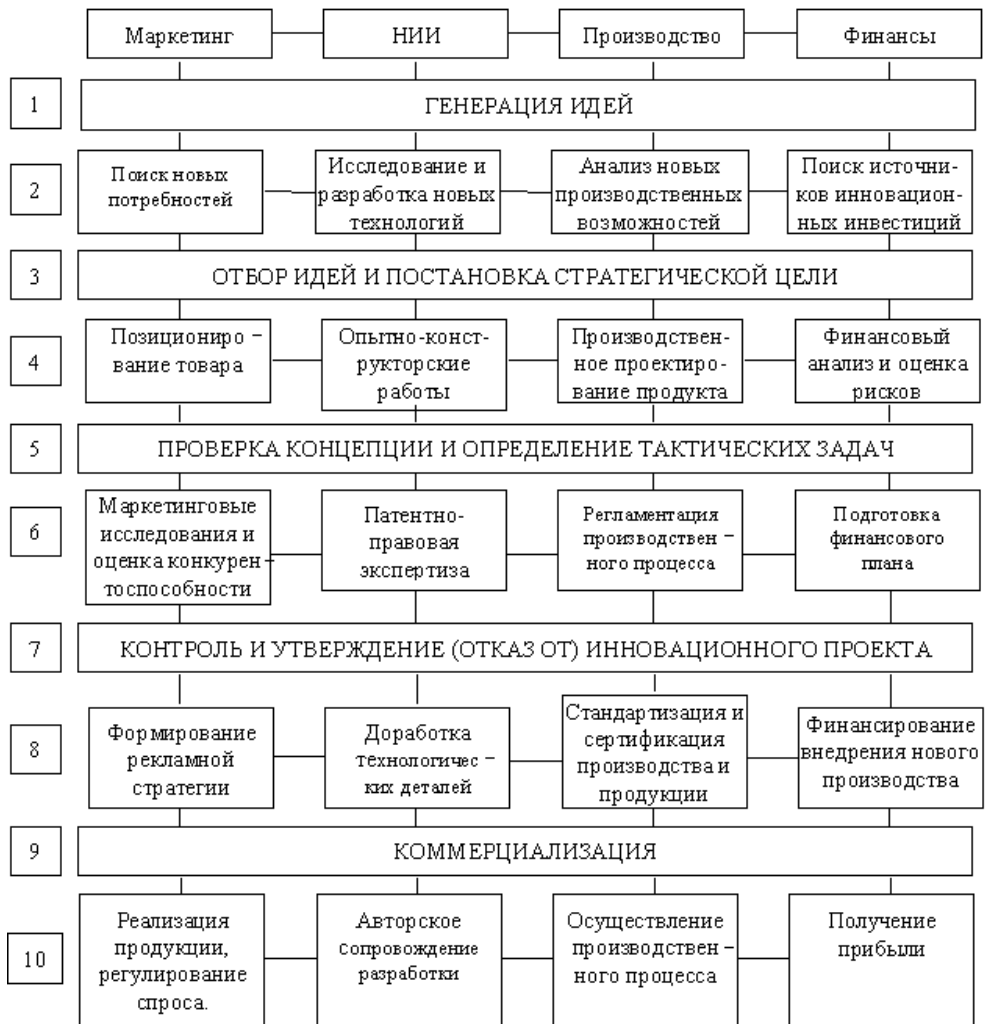 Маркетинг
НИИ
Производство
Финансы
1
ГЕНЕРАЦИЯ ИДЕЙ
2
Поиск новых
потребностей
Исследование и
разработка новых
технологий
Анализ новых
производственных
возможностей
Поиск источни-
ков инновацион-
ных инвестиций
3
ОТБОР ИДЕЙ И ПОСТАНОВКА СТРАТЕГИЧЕСКОЙ ЦЕЛИ
4
Позициониро –
вание товара
Опытно-конст-
рукторские
работы
Производствен-
ное проектиро-
вание продукта
Финансовый
анализ и оценка
рисков
5
ПРОВЕРКА КОНЦЕПЦИИ И ОПРЕДЕЛЕНИЕ ТАКТИЧЕСКИХ ЗАДАЧ
6
Маркетинговые
исследования и
оценка конкурен –
тоспособности
Патентно-
правовая
экспертиза
Регламентация
производствен –
ного процесса
Подготовка
финансового
плана
7
КОНТРОЛЬ И УТВЕРЖДЕНИЕ (ОТКАЗ ОТ) ИННОВАЦИОННОГО ПРОЕКТА
8
Формирование
рекламной
стратегии
Доработка
технологичес –
ких деталей
Стандартизация и
сертификация
производства и
продукции
Финансирование
внедрения нового
производства
9
КОММЕРЦИАЛИЗАЦИЯ
10
Реализация
продукции,
регулирование
спроса.
Авторское
сопровождение
разработки
Осуществление
производствен –
ного процесса
Получение
прибыли